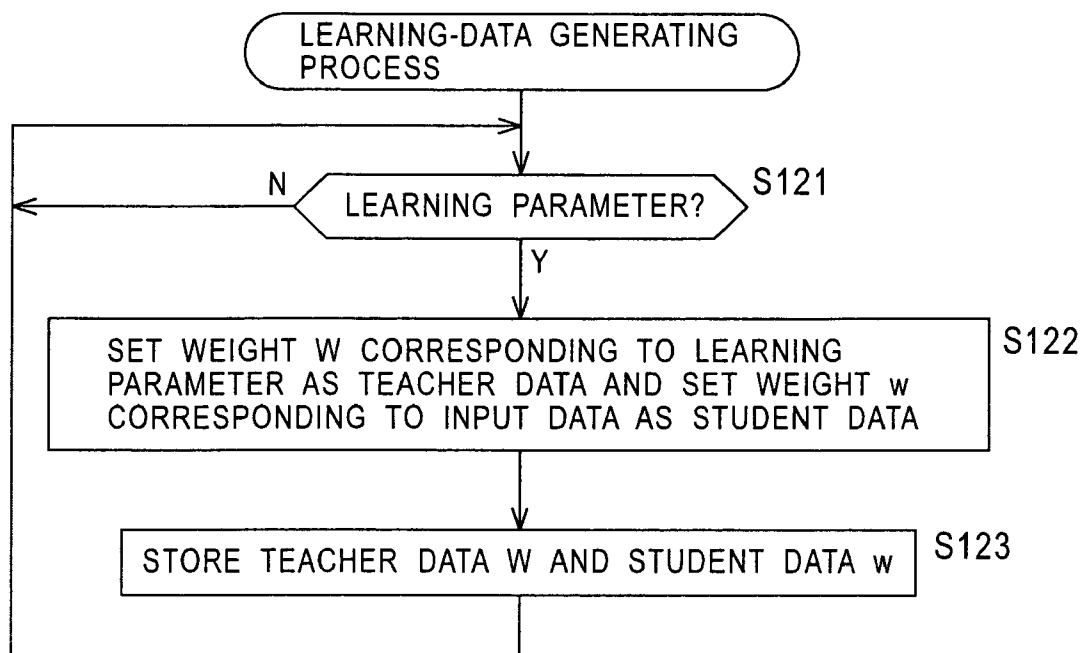 LEARNING-DATA GENERATING
PROCESS
N
S121
LEARNING PARAMETER?
Y
S122
SET WEIGHT W CORRESPONDING TO LEARNING
PARAMETER AS TEACHER DATA AND SET WEIGHT w
CORRESPONDING TO INPUT DATA AS STUDENT DATA
S123
STORE TEACHER DATA W AND STUDENT DATA w